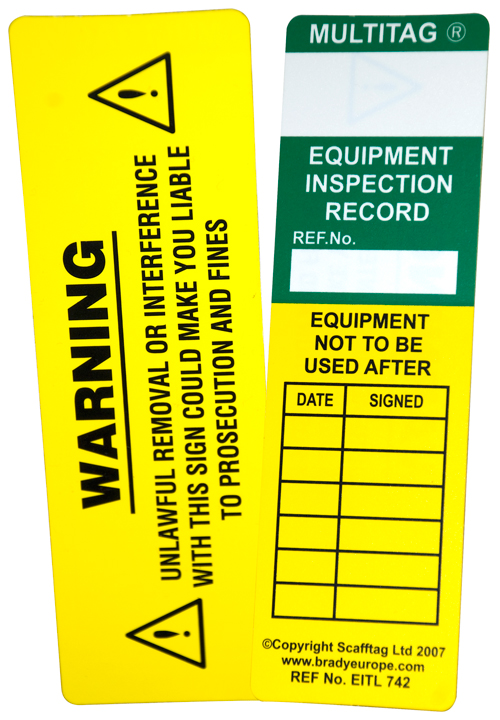 WARNING
UNLAWFUL REMOVAL OR INTERFERENCE
WITH THIS SIGN COULD MAKE YOU LIABLE
TO PROSECUTION AND FINES
MULTITAG ®
EQUIPMENT
INSPECTION
RECORD
REF.No.
EQUIPMENT
NOT TO BE
USED AFTER
DATE SIGNED
©Copyright Scafftag Ltd 2007
www.bradyeurope.com
REF No. EITL 742